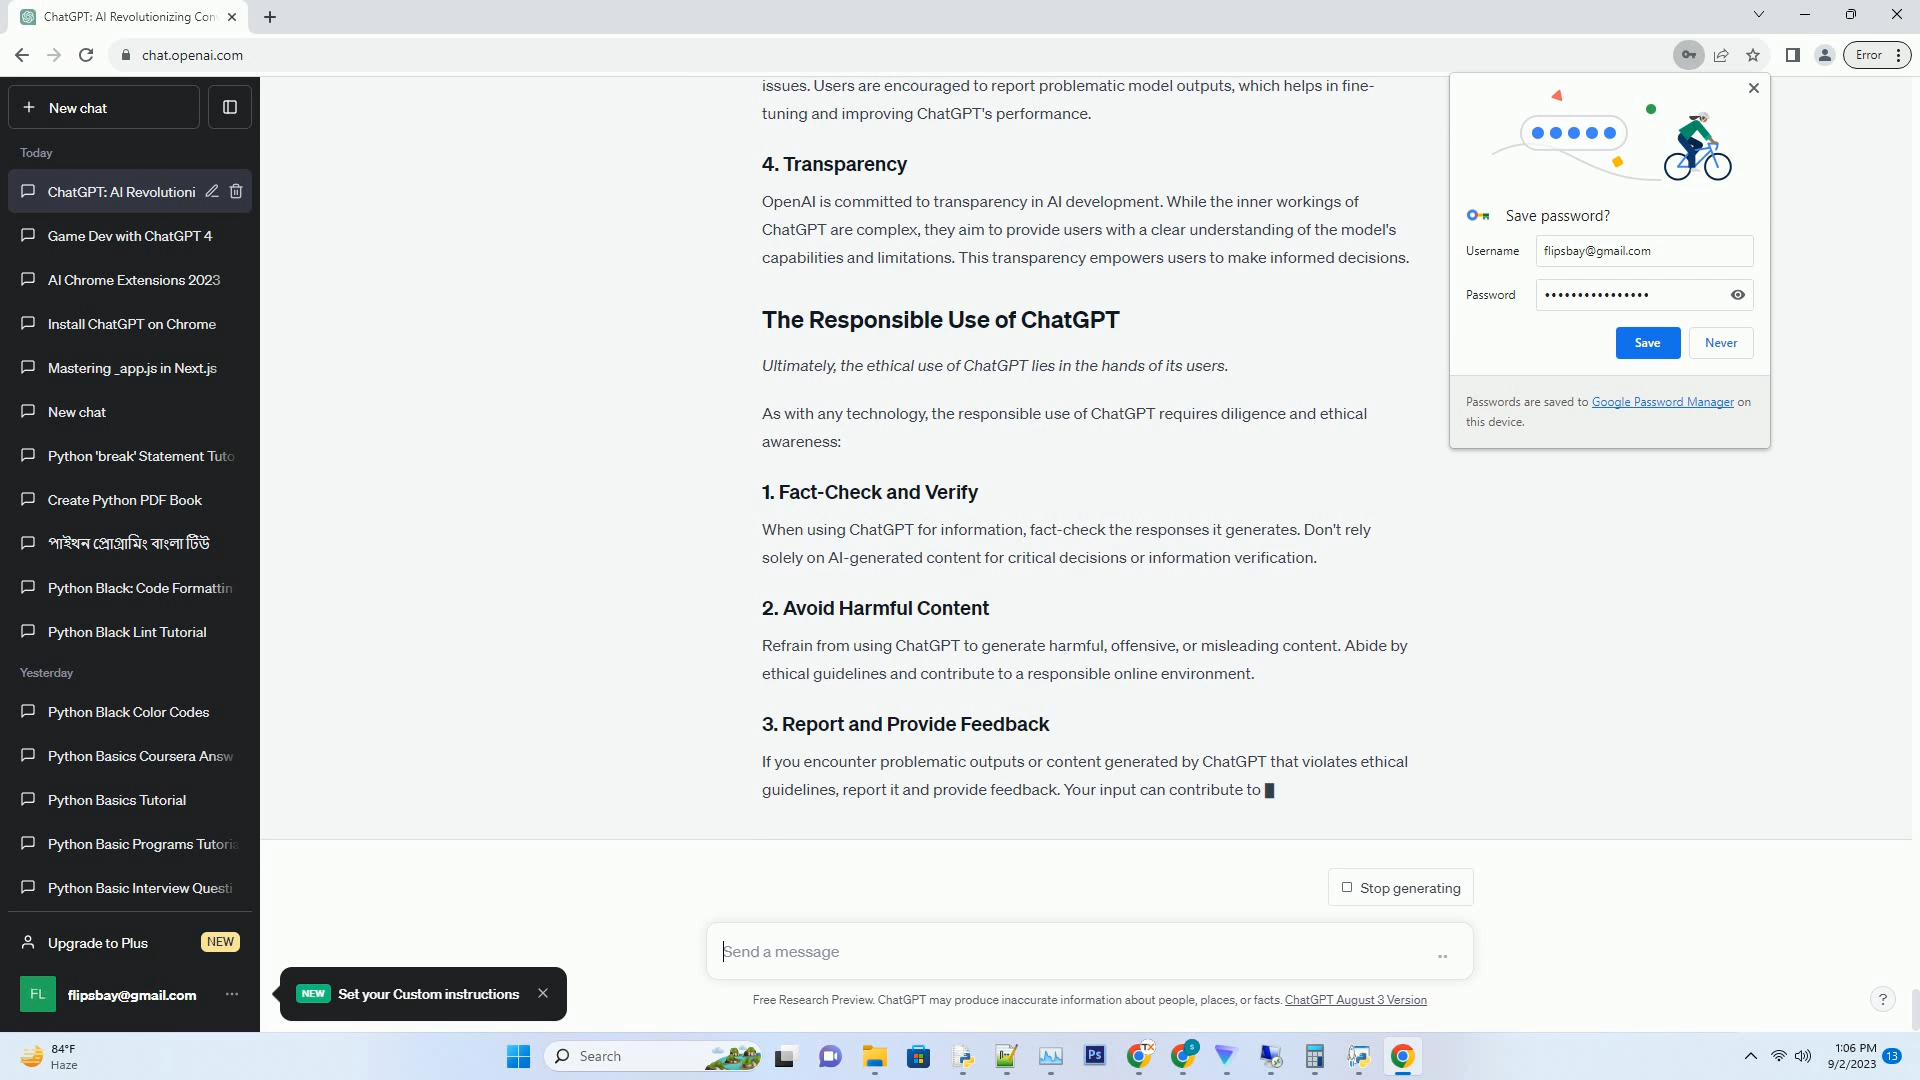 ChatGPT: AI Revolutionizing Con
chat.openai.com
Error
New chat
Today
ChatGPT: AI Revolutioni
Game Dev with ChatGPT 4
AI Chrome Extensions 2023
Install ChatGPT on Chrome
Mastering _app.js in Next.js
New chat
Python 'break' Statement Tuto
Create Python PDF Book
পাইথন প্রোগ্রামিং বাংলা টিউ
Python Black: Code Formattin
Python Black Lint Tutorial
Yesterday
Python Black Color Codes
Python Basics Coursera Answ
Python Basics Tutorial
Python Basic Programs Tutoria
Python Basic Interview Questi
Upgrade to Plus
NEW
FL
flipsbay@gmail.com
issues. Users are encouraged to report problematic model outputs, which helps in fine-
tuning and improving ChatGPT's performance.
4. Transparency
OpenAI is committed to transparency in AI development. While the inner workings of
ChatGPT are complex, they aim to provide users with a clear understanding of the model's
capabilities and limitations. This transparency empowers users to make informed decisions.
The Responsible Use of ChatGPT
Ultimately, the ethical use of ChatGPT lies in the hands of its users.
As with any technology, the responsible use of ChatGPT requires diligence and ethical
awareness:
1. Fact-Check and Verify
When using ChatGPT for information, fact-check the responses it generates. Don't rely
solely on AI-generated content for critical decisions or information verification.
2. Avoid Harmful Content
Refrain from using ChatGPT to generate harmful, offensive, or misleading content. Abide by
ethical guidelines and contribute to a responsible online environment.
3. Report and Provide Feedback
If you encounter problematic outputs or content generated by ChatGPT that violates ethical
guidelines, report it and provide feedback. Your input can contribute to
Save password?
Username
flipsbay@gmail.com
Password
••••••••••••••••
Save
Never
Passwords are saved to Google Password Manager on
this device.
Stop generating
Send a message
NEW
Set your Custom instructions
Free Research Preview. ChatGPT may produce inaccurate information about people, places, or facts. ChatGPT August 3 Version
?
84°F
Haze
Search
Ps
TX
S
1:06 PM
9/2/2023
13